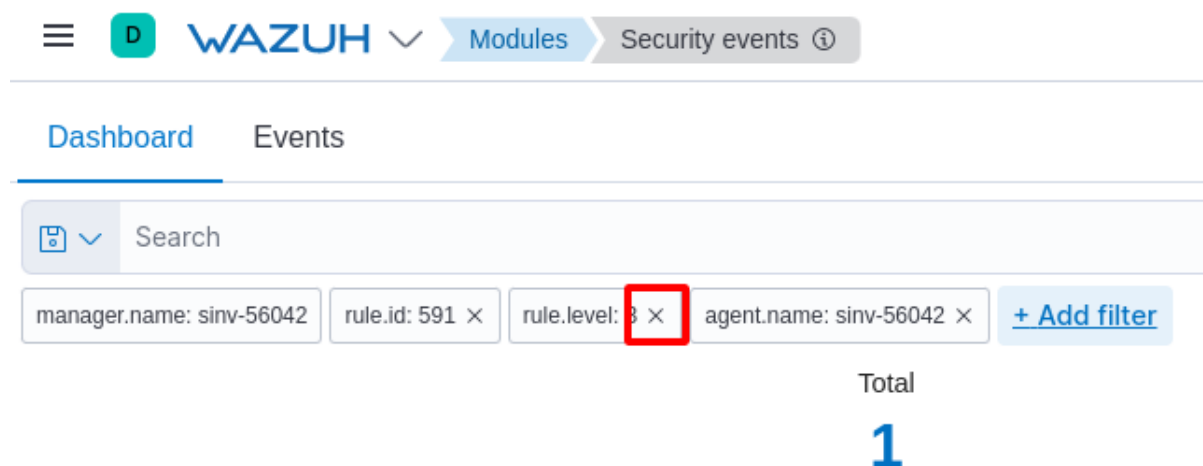 D WAZUH Modules Security events
Dashboard Events
Search
manager.name: sinv-56042 rule.id: 591 × rule.level: 3 × agent.name: sinv-56042 × + Add filter
Total
1